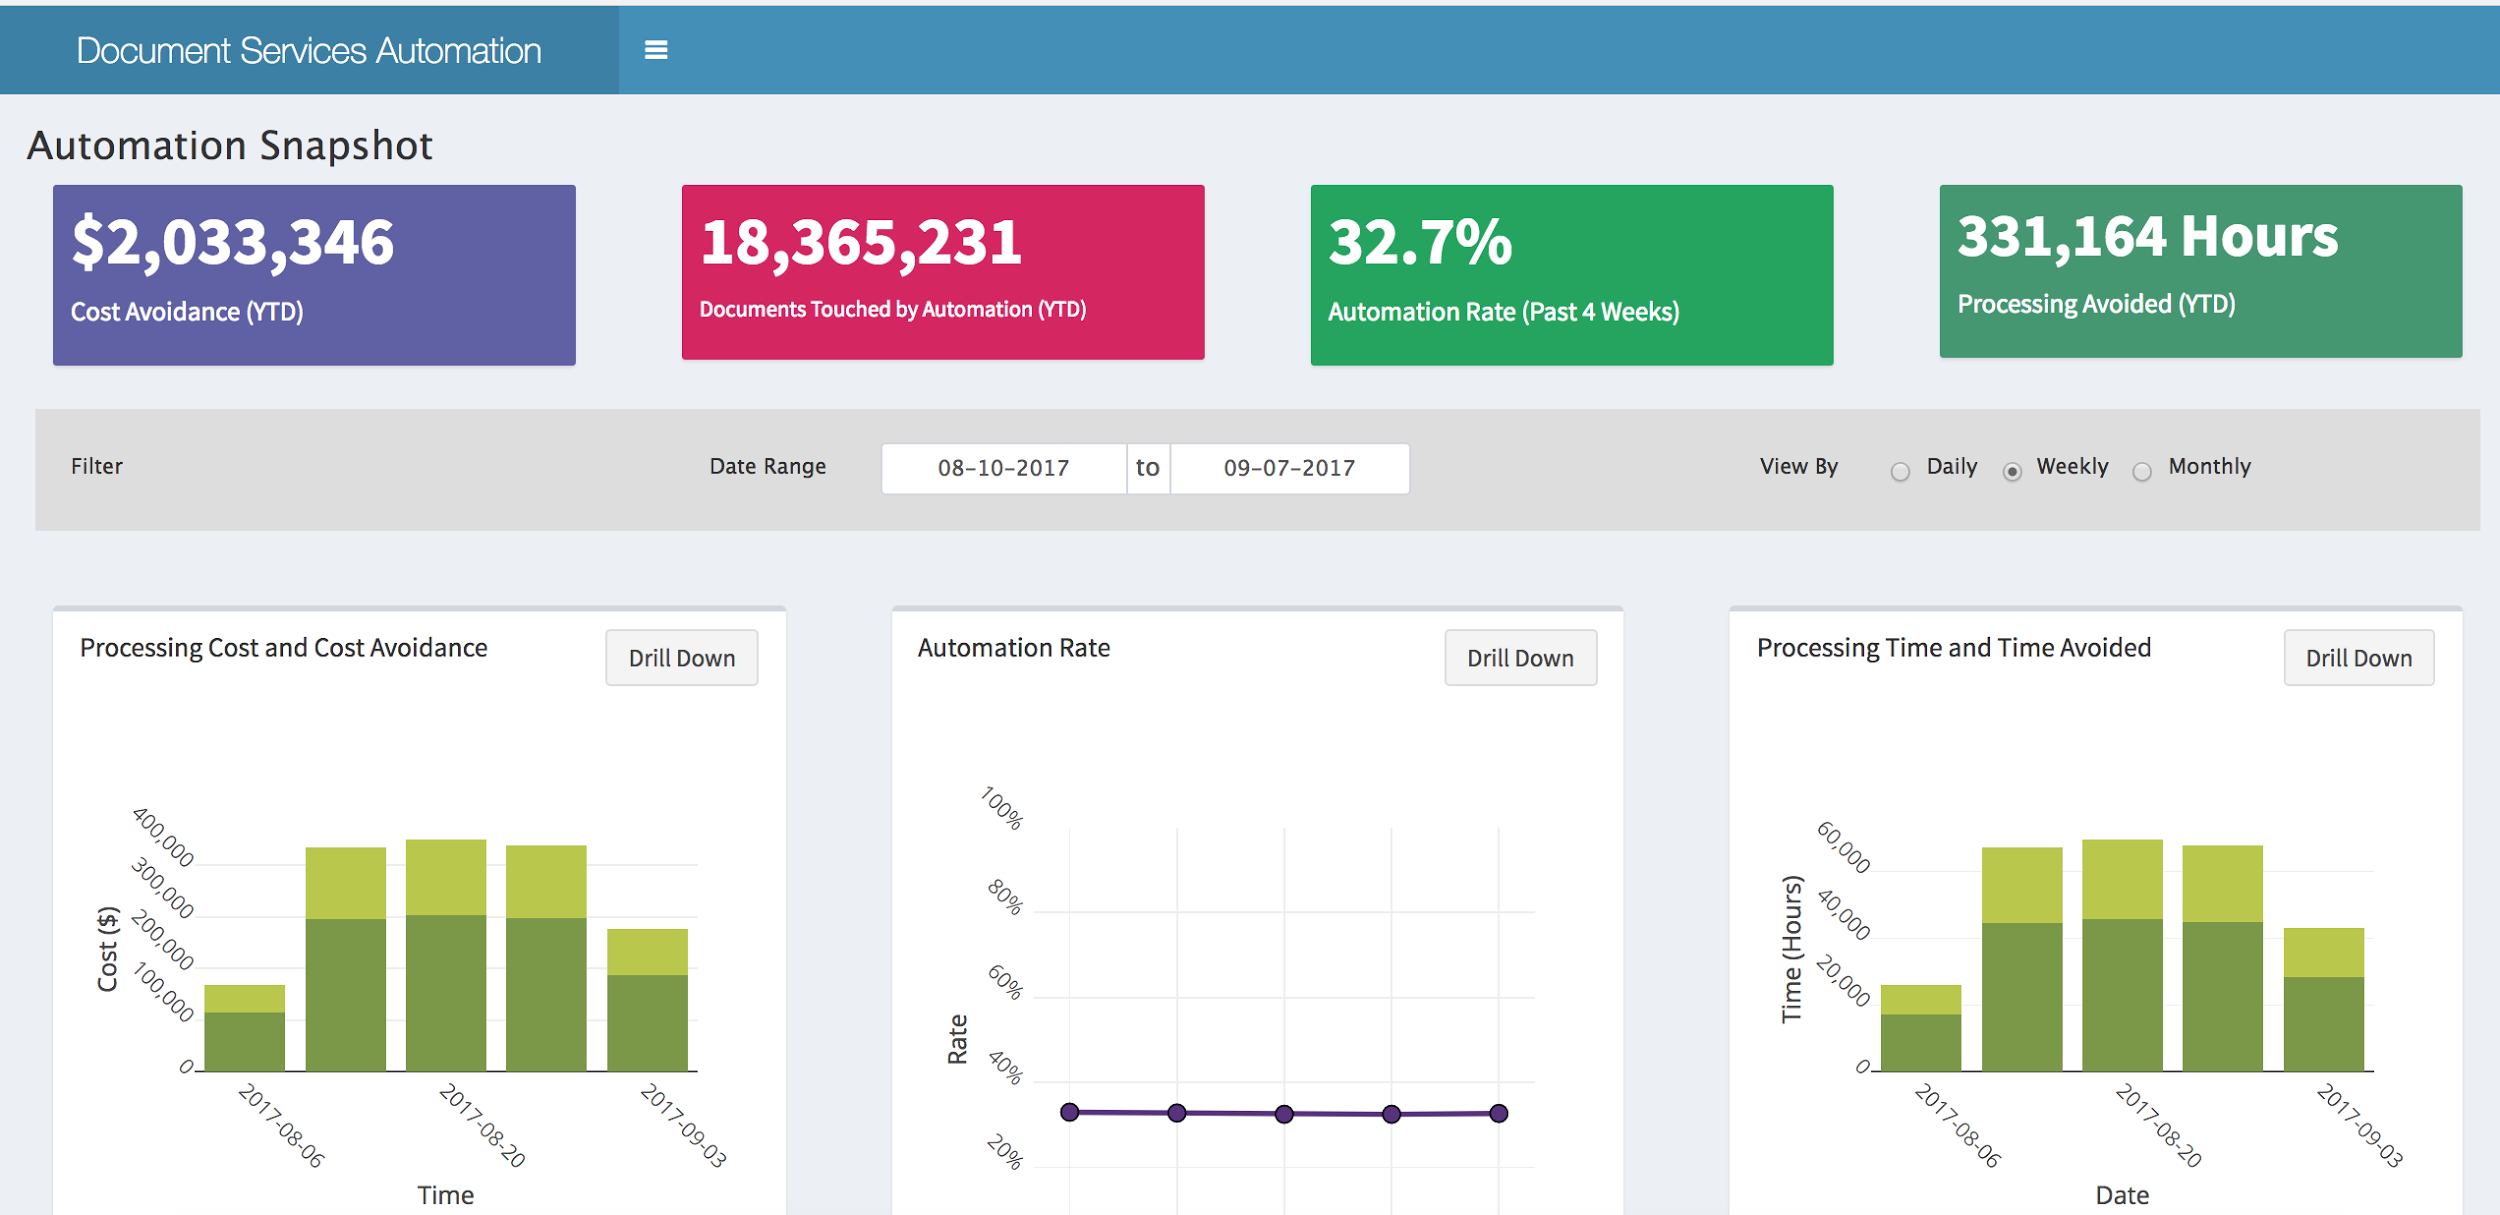 Document Services Automation
Automation Snapshot
$2,033,346
Cost Avoidance (YTD)
18,365,231
Documents Touched by Automation (YTD)
32.7%
Automation Rate (Past 4 Weeks)
331,164 Hours
Processing Avoided (YTD)
Filter
Date Range
08-10-2017 to 09-07-2017
View By
Daily
Weekly
Monthly
Processing Cost and Cost Avoidance
Drill Down
400,000
300,000
200,000
100,000
0
Cost ($)
2017-08-06
2017-08-20
2017-09-03
Time
Automation Rate
Drill Down
100%
80%
60%
40%
20%
Rate
Processing Time and Time Avoided
Drill Down
60,000
40,000
20,000
0
Time (Hours)
2017-08-06
2017-08-20
2017-09-03
Date